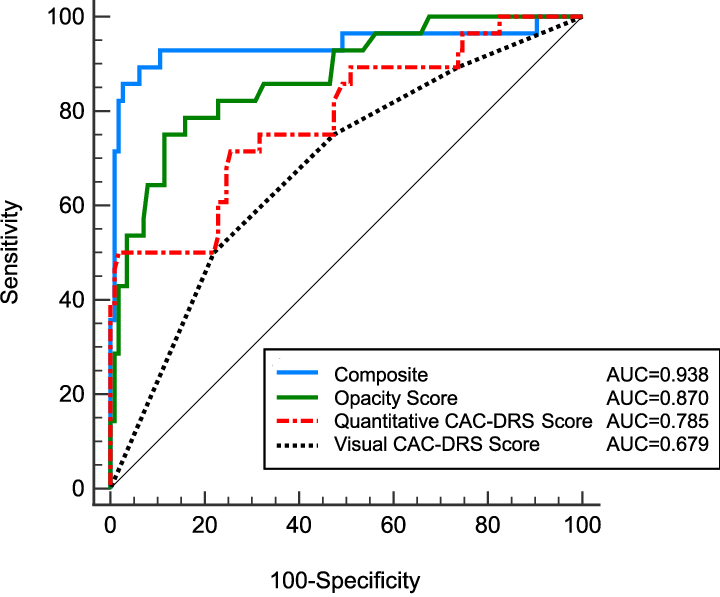 100
80
60
40
20
0
Sensitivity
Composite AUC=0.938
Opacity Score AUC=0.870
Quantitative CAC-DRS Score AUC=0.785
Visual CAC-DRS Score AUC=0.679
0 20 40 60 80 100
100-Specificity